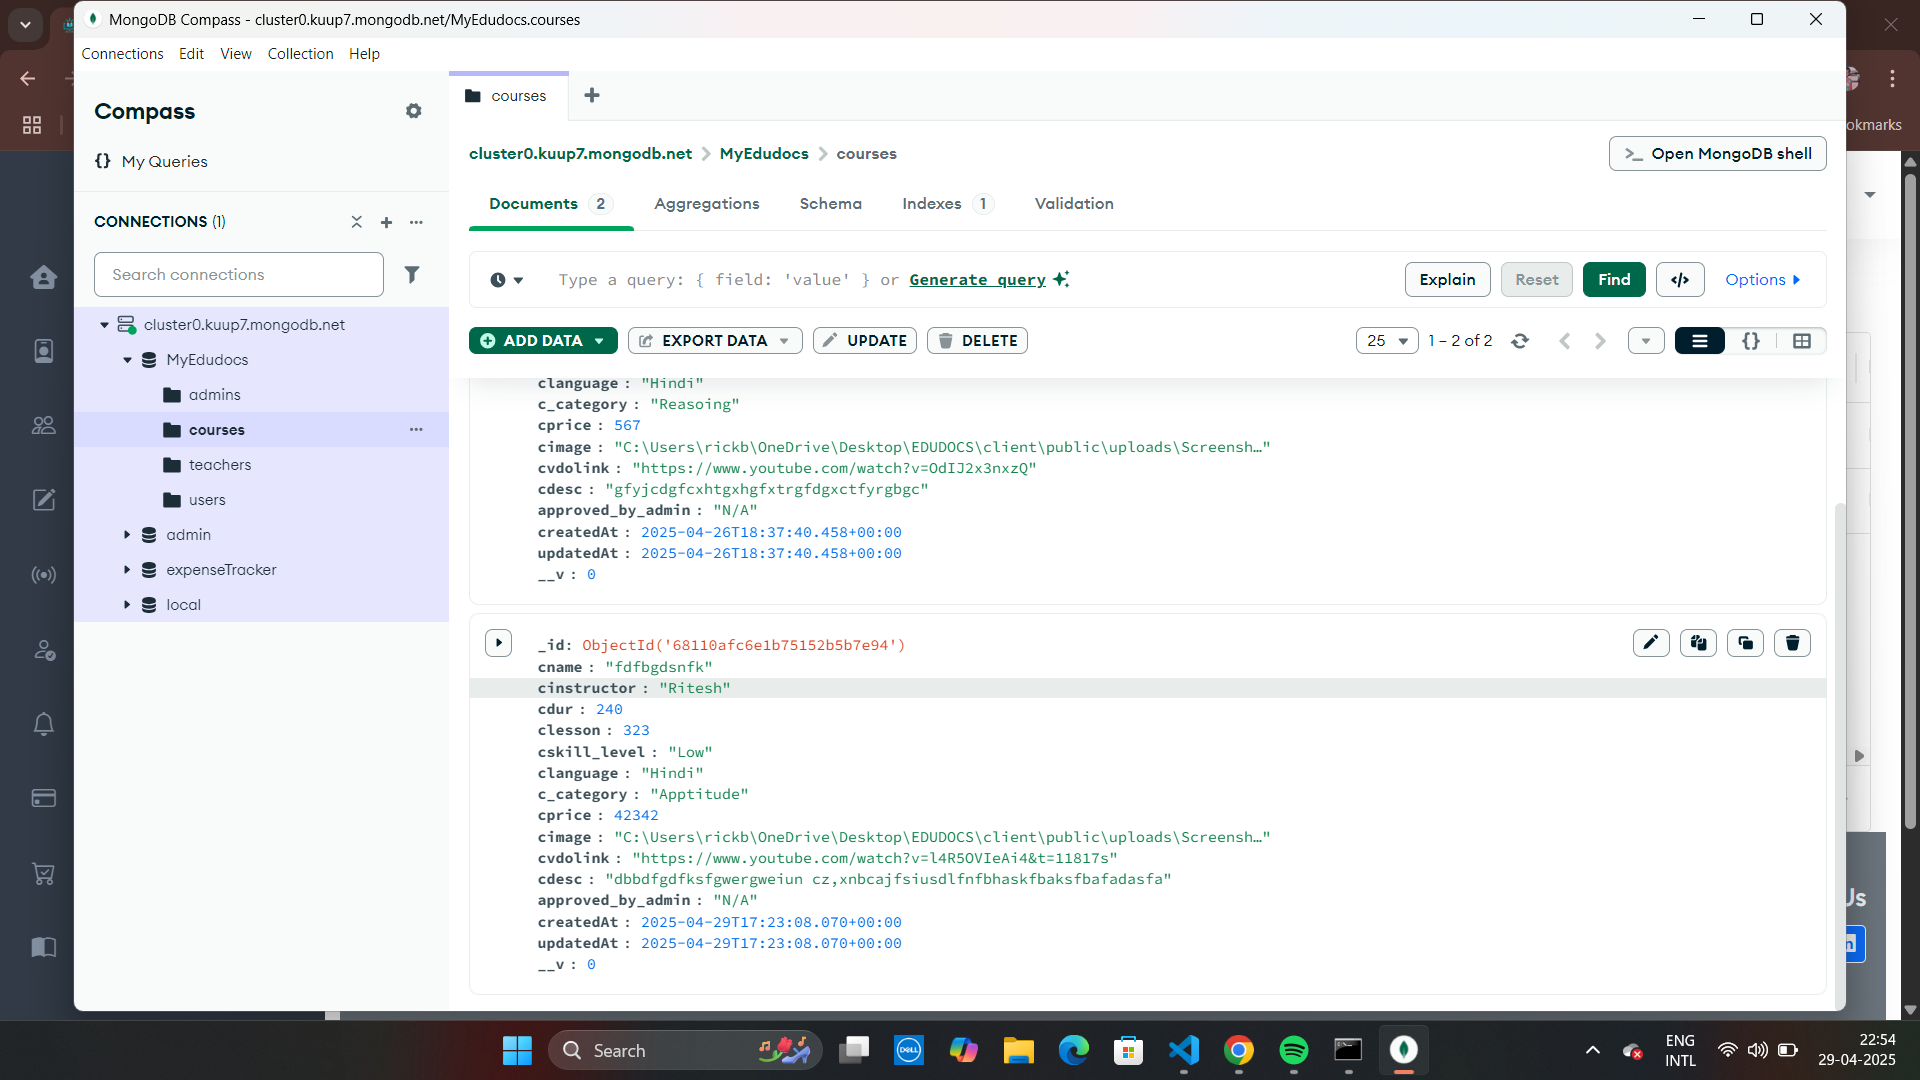 MongoDB Compass - cluster0.kuup7.mongodb.net/MyEdudocs.courses
Connections Edit View Collection Help
Compass
{} My Queries
CONNECTIONS (1)
Search connections
cluster0.kuup7.mongodb.net
MyEdudocs
admins
courses
teachers
users
admin
expenseTracker
local
courses
cluster0.kuup7.mongodb.net > MyEdudocs > courses
>_ Open MongoDB shell
Documents 2 Aggregations Schema Indexes 1 Validation
Type a query: { field: 'value' } or Generate query
Explain Reset Find </> Options
ADD DATA EXPORT DATA UPDATE DELETE
25 1 – 2 of 2 {}
clanguage : "Hindi"
c_category : "Reasoing"
cprice : 567
cimage : "C:\Users\rickb\OneDrive\Desktop\EDUDOCS\client\public\uploads\Screensh…"
cvdolink : "https://www.youtube.com/watch?v=OdIJ2x3nxzQ"
cdesc : "gfyjcdgfcxhtgxhgfxtrgfdgxctfyrgbgc"
approved_by_admin : "N/A"
createdAt : 2025-04-26T18:37:40.458+00:00
updatedAt : 2025-04-26T18:37:40.458+00:00
__v : 0
_id: ObjectId('68110afc6e1b75152b5b7e94')
cname : "fdfbgdsnfk"
cinstructor : "Ritesh"
cdur : 240
clesson : 323
cskill_level : "Low"
clanguage : "Hindi"
c_category : "Apptitude"
cprice : 42342
cimage : "C:\Users\rickb\OneDrive\Desktop\EDUDOCS\client\public\uploads\Screensh…"
cvdolink : "https://www.youtube.com/watch?v=l4R5OVIeAi4&t=11817s"
cdesc : "dbbdfgdfksfgwergweiun cz,xnbcajfsiusdlfnfbhaskfbaksfbafadasfa"
approved_by_admin : "N/A"
createdAt : 2025-04-29T17:23:08.070+00:00
updatedAt : 2025-04-29T17:23:08.070+00:00
__v : 0
okmarks
Us
Search
DELL
ENG
INTL
22:54
29-04-2025